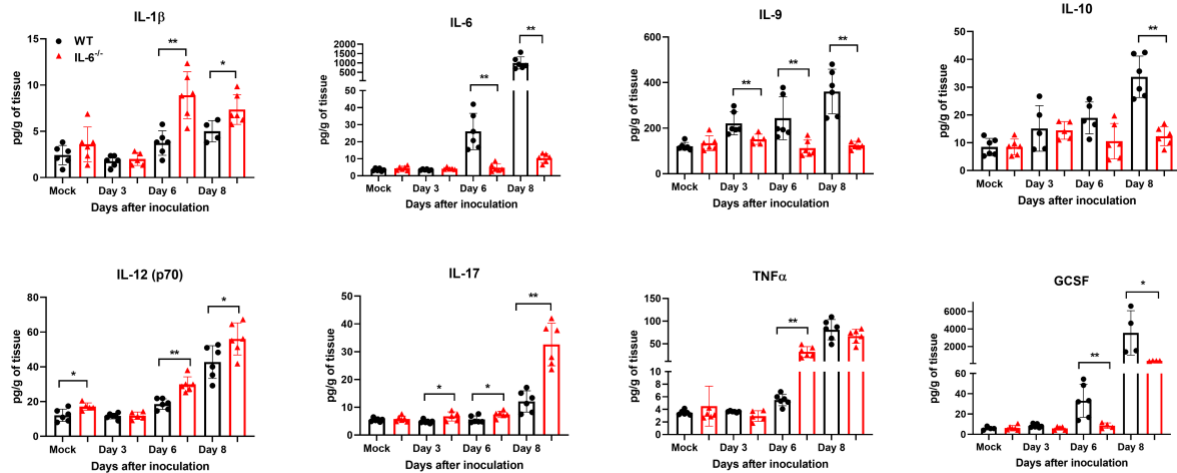 IL-1β
WT
IL-6-/-
pg/g of tissue
15
10
5
0
**
*
Mock Day 3 Day 6 Day 8
Days after inoculation
IL-6
pg/g of tissue
2000
1500
1000
500
50
40
30
20
10
0
**
**
Mock Day 3 Day 6 Day 8
Days after inoculation
IL-9
pg/g of tissue
600
400
200
0
**
**
**
Mock Day 3 Day 6 Day 8
Days after inoculation
IL-10
pg/g of tissue
50
40
30
20
10
0
**
Mock Day 3 Day 6 Day 8
Days after inoculation
IL-12 (p70)
pg/g of tissue
80
60
40
20
0
*
**
*
Mock Day 3 Day 6 Day 8
Days after inoculation
IL-17
pg/g of tissue
50
40
30
20
10
0
*
*
**
Mock Day 3 Day 6 Day 8
Days after inoculation
TNFα
pg/g of tissue
150
125
100
75
50
25
10
8
6
4
2
0
**
Mock Day 3 Day 6 Day 8
Days after inoculation
GCSF
pg/g of tissue
6000
4000
2000
60
40
20
0
**
*
Mock Day 3 Day 6 Day 8
Days after inoculation